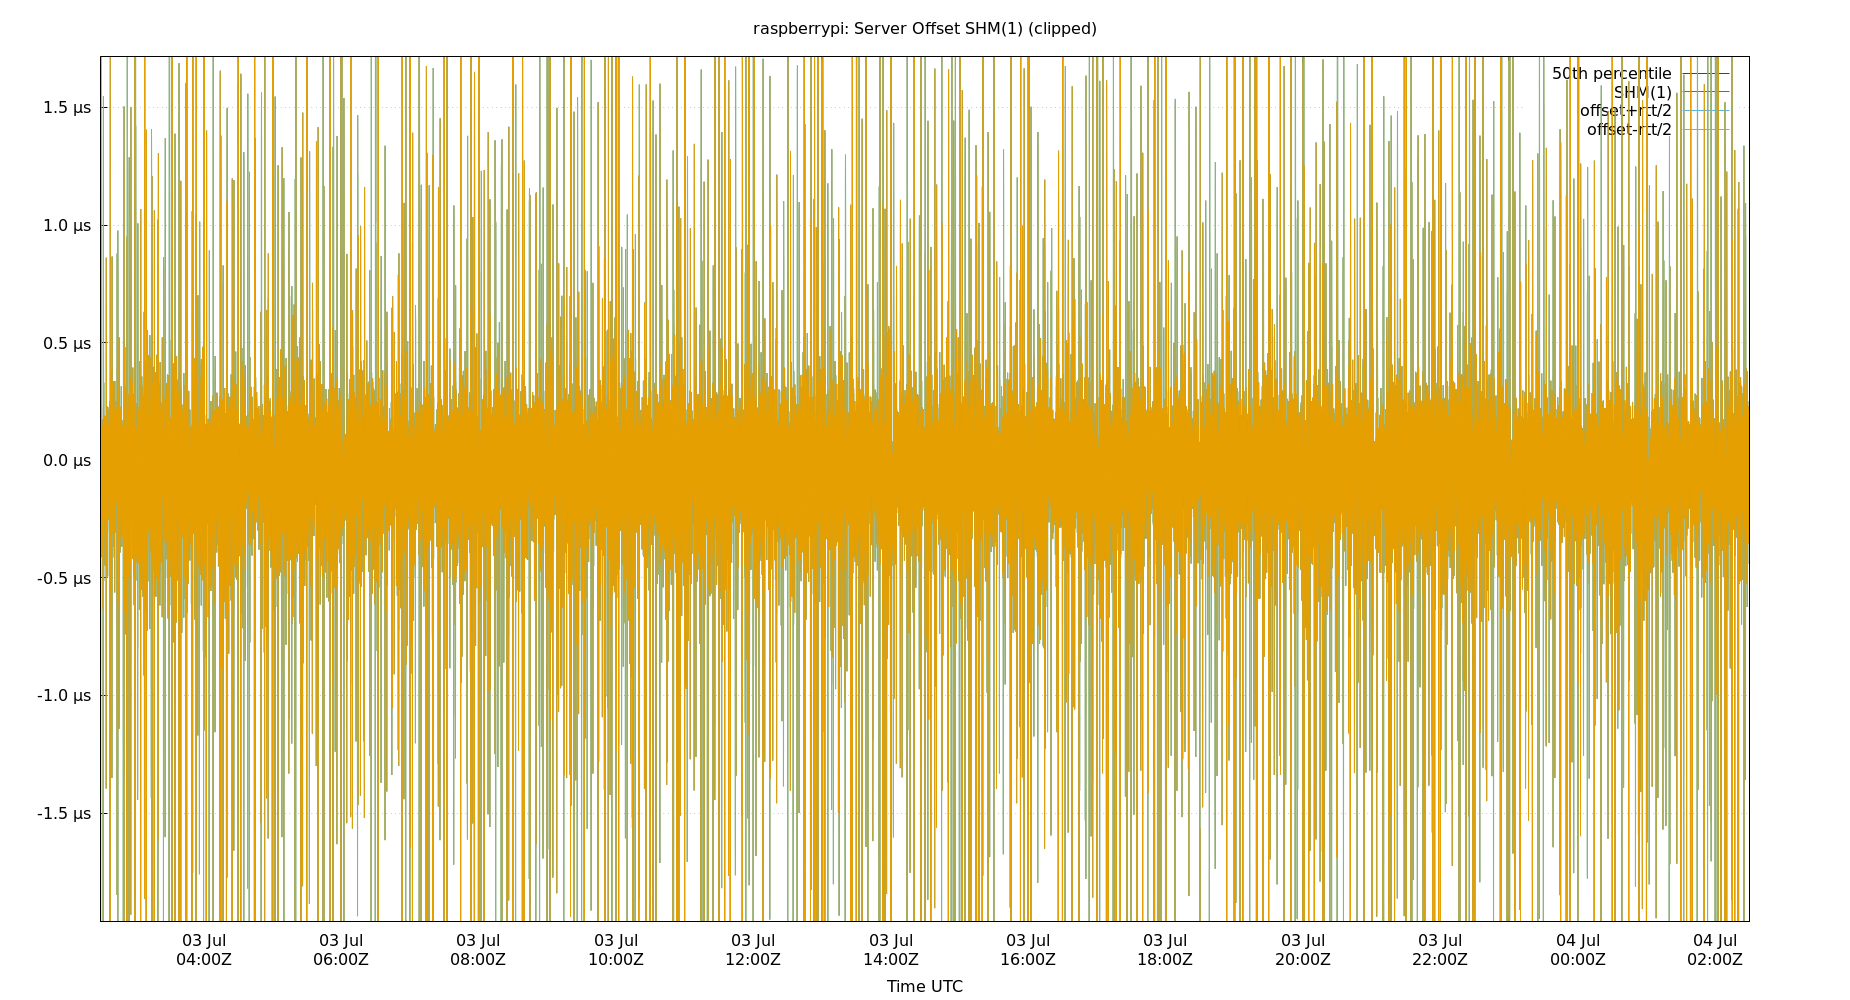 raspberrypi: Server Offset SHM(1) (clipped)
50th percentile
SHM(1)
offset+rtt/2
offset-rtt/2
1.5 µs
1.0 µs
0.5 µs
0.0 µs
-0.5 µs
-1.0 µs
-1.5 µs
03 Jul 03 Jul 03 Jul 03 Jul 03 Jul 03 Jul 03 Jul 03 Jul 03 Jul 03 Jul 04 Jul 04 Jul
04:00Z 06:00Z 08:00Z 10:00Z 12:00Z 14:00Z 16:00Z 18:00Z 20:00Z 22:00Z 00:00Z 02:00Z
Time UTC